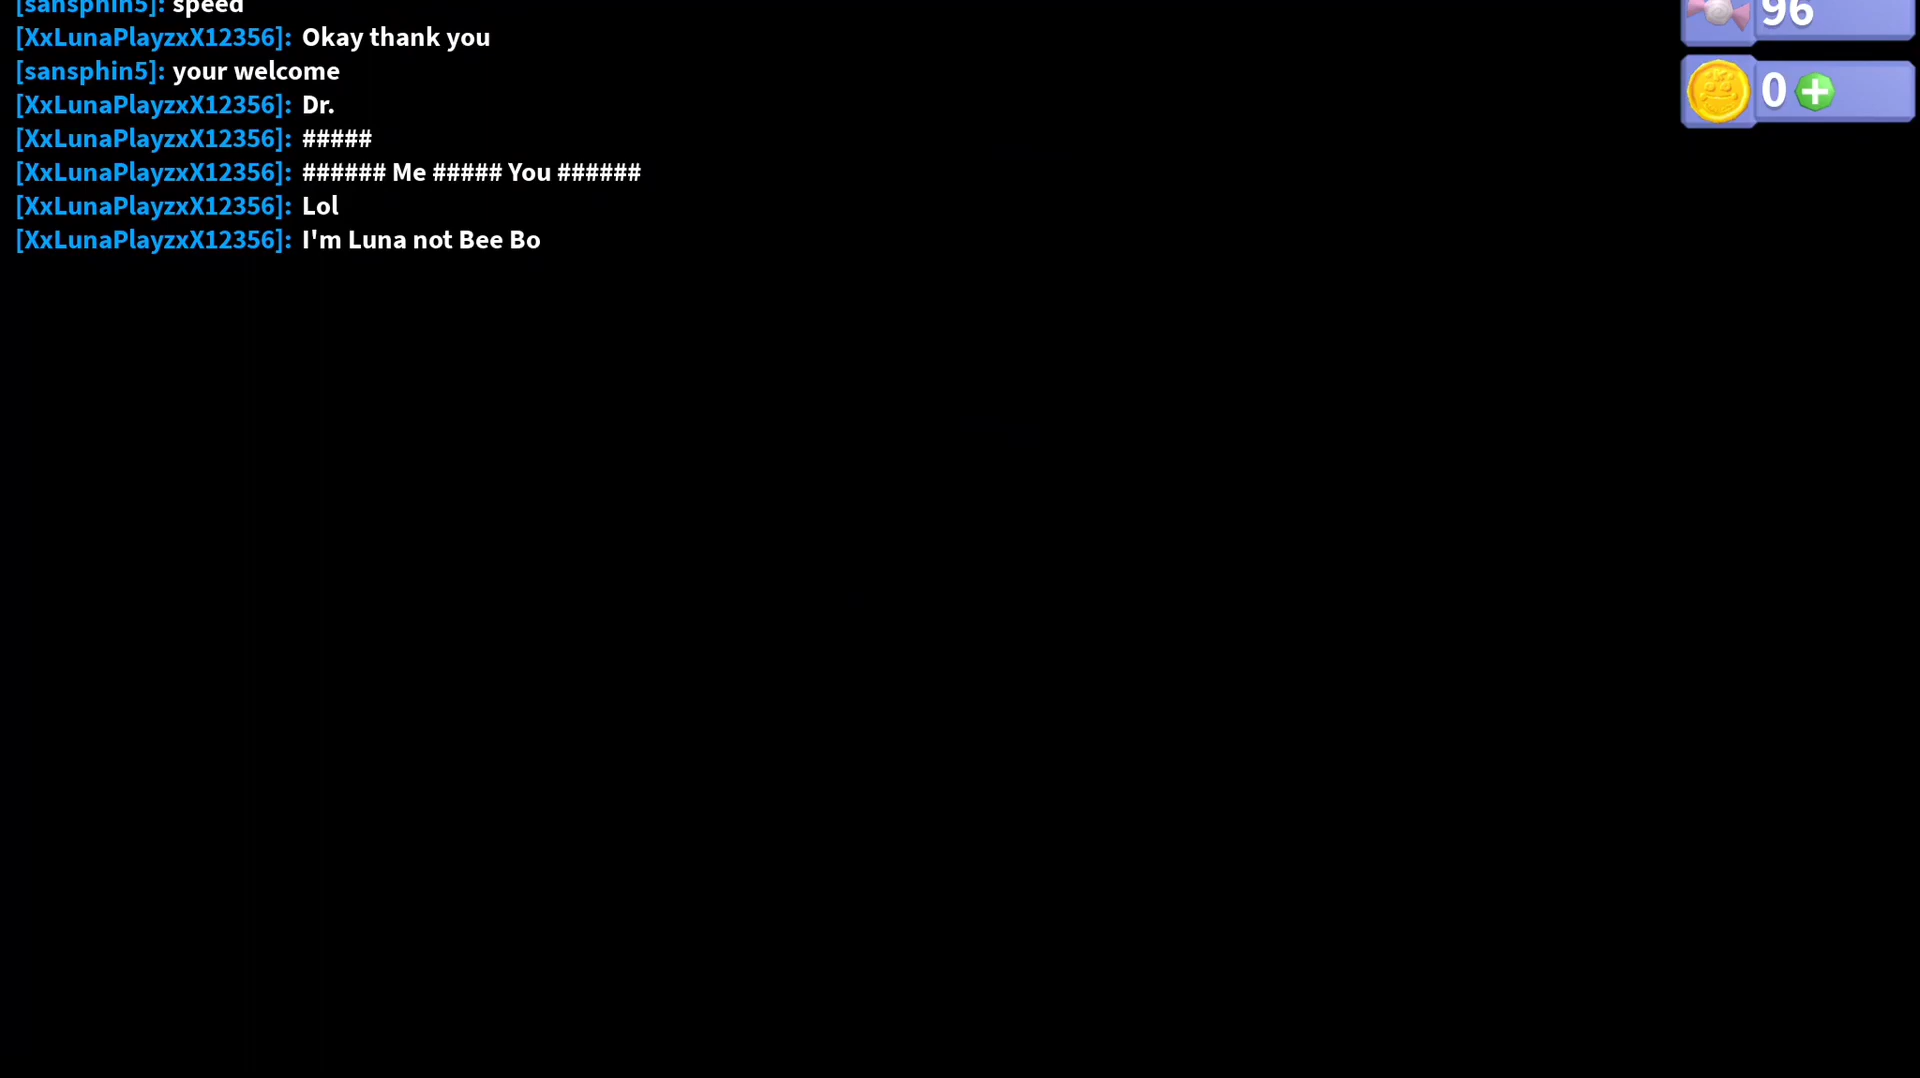 [sansphin5]: speed
[XxLunaPlayzxX12356]: Okay thank you
[sansphin5]: your welcome
[XxLunaPlayzxX12356]: Dr.
[XxLunaPlayzxX12356]: #####
[XxLunaPlayzxX12356]: ###### Me ##### You ######
[XxLunaPlayzxX12356]: Lol
[XxLunaPlayzxX12356]: I'm Luna not Bee Bo
96
0